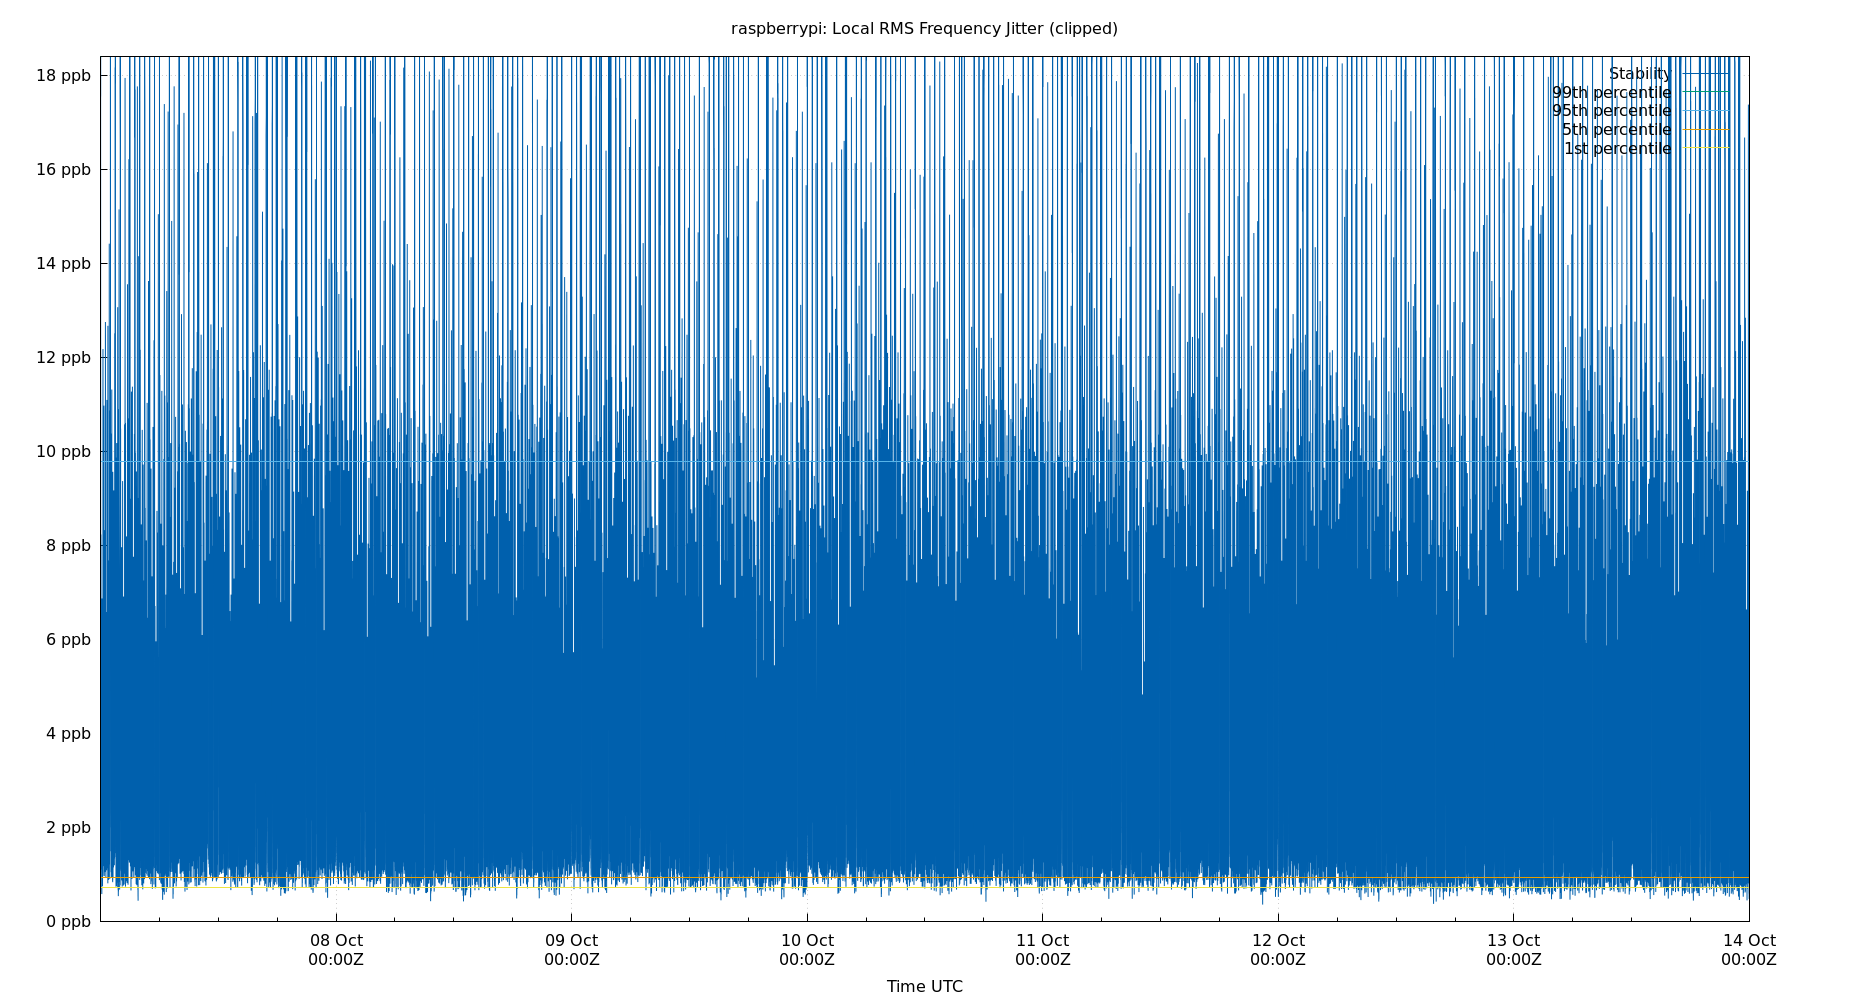 raspberrypi: Local RMS Frequency Jitter (clipped)
18 ppb
16 ppb
14 ppb
12 ppb
10 ppb
8 ppb
6 ppb
4 ppb
2 ppb
0 ppb
Stability
99th percentile
95th percentile
5th percentile
1st percentile
08 Oct
00:00Z
09 Oct
00:00Z
10 Oct
00:00Z
11 Oct
00:00Z
12 Oct
00:00Z
13 Oct
00:00Z
14 Oct
00:00Z
Time UTC